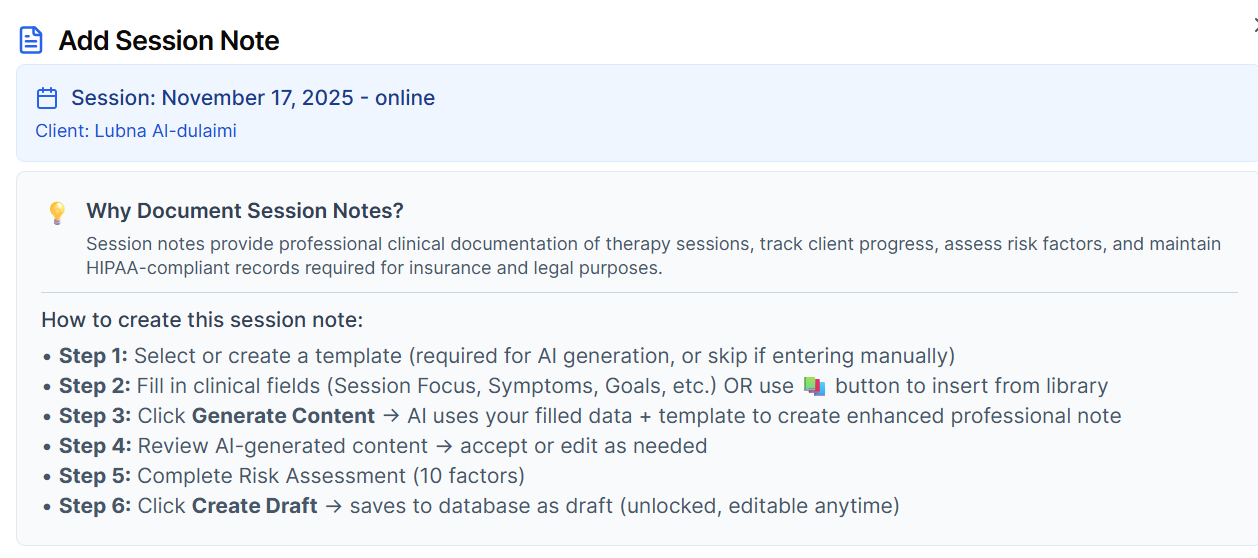 Add Session Note
Session: November 17, 2025 - online
Client: Lubna Al-dulaimi
Why Document Session Notes?
Session notes provide professional clinical documentation of therapy sessions, track client progress, assess risk factors, and maintain
HIPAA-compliant records required for insurance and legal purposes.
How to create this session note:
• Step 1: Select or create a template (required for AI generation, or skip if entering manually)
• Step 2: Fill in clinical fields (Session Focus, Symptoms, Goals, etc.) OR use 📚 button to insert from library
• Step 3: Click Generate Content → AI uses your filled data + template to create enhanced professional note
• Step 4: Review AI-generated content → accept or edit as needed
• Step 5: Complete Risk Assessment (10 factors)
• Step 6: Click Create Draft → saves to database as draft (unlocked, editable anytime)